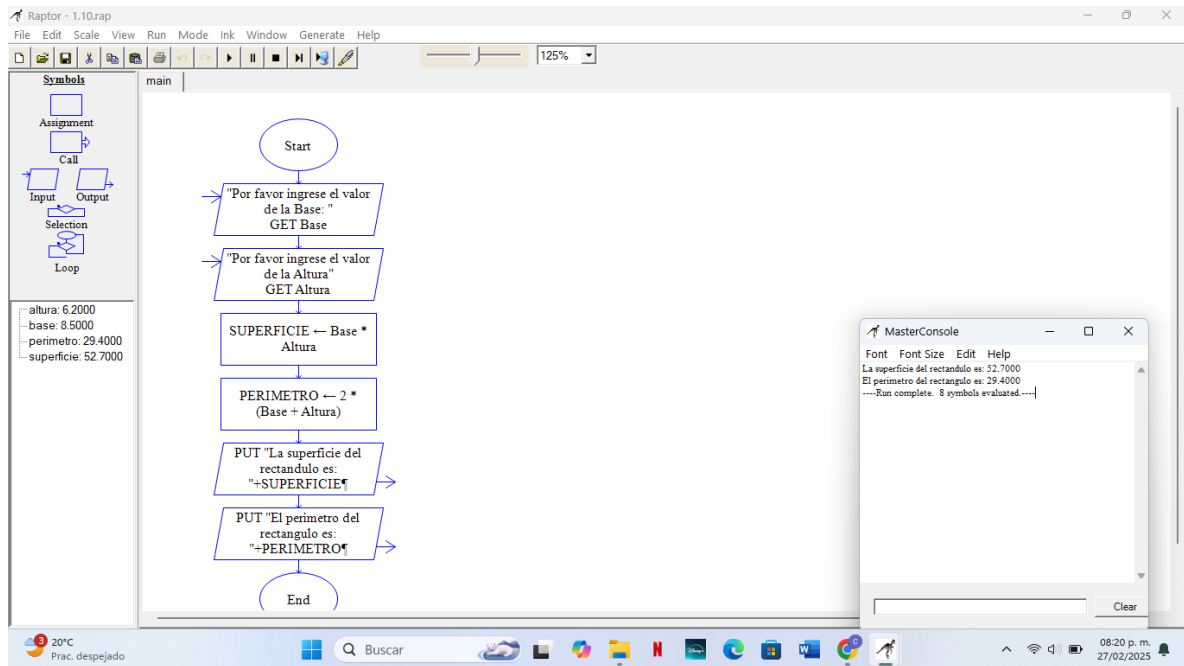 Raptor - 1.10.rap
File Edit Scale View Run Mode Ink Window Generate Help
125%
Symbols
main
Assignment
Call
Input Output
Selection
Loop
altura: 6.2000
base: 8.5000
perimetro: 29.4000
superficie: 52.7000
Start
"Por favor ingrese el valor
de la Base: "
GET Base
"Por favor ingrese el valor
de la Altura"
GET Altura
SUPERFICIE ← Base *
Altura
PERIMETRO ← 2 *
(Base + Altura)
PUT "La superficie del
rectandulo es:
"+SUPERFICIE¶
PUT "El perimetro del
rectangulo es:
"+PERIMETRO¶
End
MasterConsole
Font Font Size Edit Help
La superficie del rectandulo es: 52.7000
El perimetro del rectangulo es: 29.4000
----Run complete. 8 symbols evaluated.----
Clear
3
20°C
Prac. despejado
Buscar
08:20 p. m.
27/02/2025